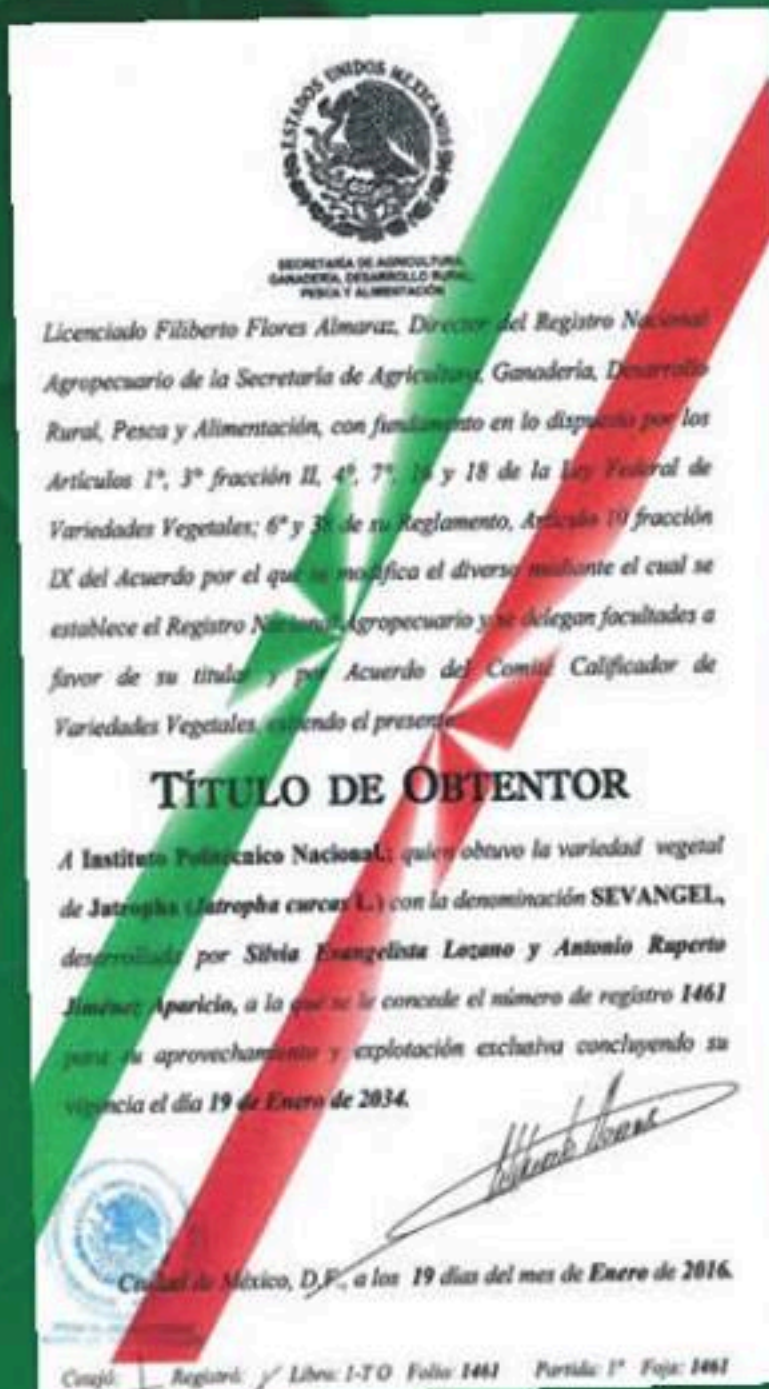 ESTADOS UNIDOS MEXICANOS
SECRETARÍA DE AGRICULTURA,
GANADERÍA, DESARROLLO RURAL,
PESCA Y ALIMENTACIÓN
Licenciado Filiberto Flores Almaraz, Director del Registro Nacional
Agropecuario de la Secretaría de Agricultura, Ganadería, Desarrollo
Rural, Pesca y Alimentación, con fundamento en lo dispuesto por los
Artículos 1º, 3º fracción II, 4º, 7º, 16 y 18 de la Ley Federal de
Variedades Vegetales; 6º y 38 de su Reglamento, Artículo 10 fracción
IX del Acuerdo por el que se modifica el diverso mediante el cual se
establece el Registro Nacional Agropecuario y se delegan facultades a
favor de su titular y por Acuerdo del Comité Calificador de
Variedades Vegetales, expiendo el presente
TÍTULO DE OBTENTOR
A Instituto Politécnico Nacional.; quien obtuvo la variedad vegetal
de Jatropha (Jatropha curcas L.) con la denominación SEVANGEL,
desarrollada por Silvia Evangelista Lozano y Antonio Ruperto
Jiménez Aparicio, a la que se le concede el número de registro 1461
para su aprovechamiento y explotación exclusiva concluyendo su
vigencia el día 19 de Enero de 2034.
Ciudad de México, D.F., a los 19 días del mes de Enero de 2016.
Cotejó: Registró: Libro: 1-TO Folio 1461 Partida: 1ª Foja: 1461